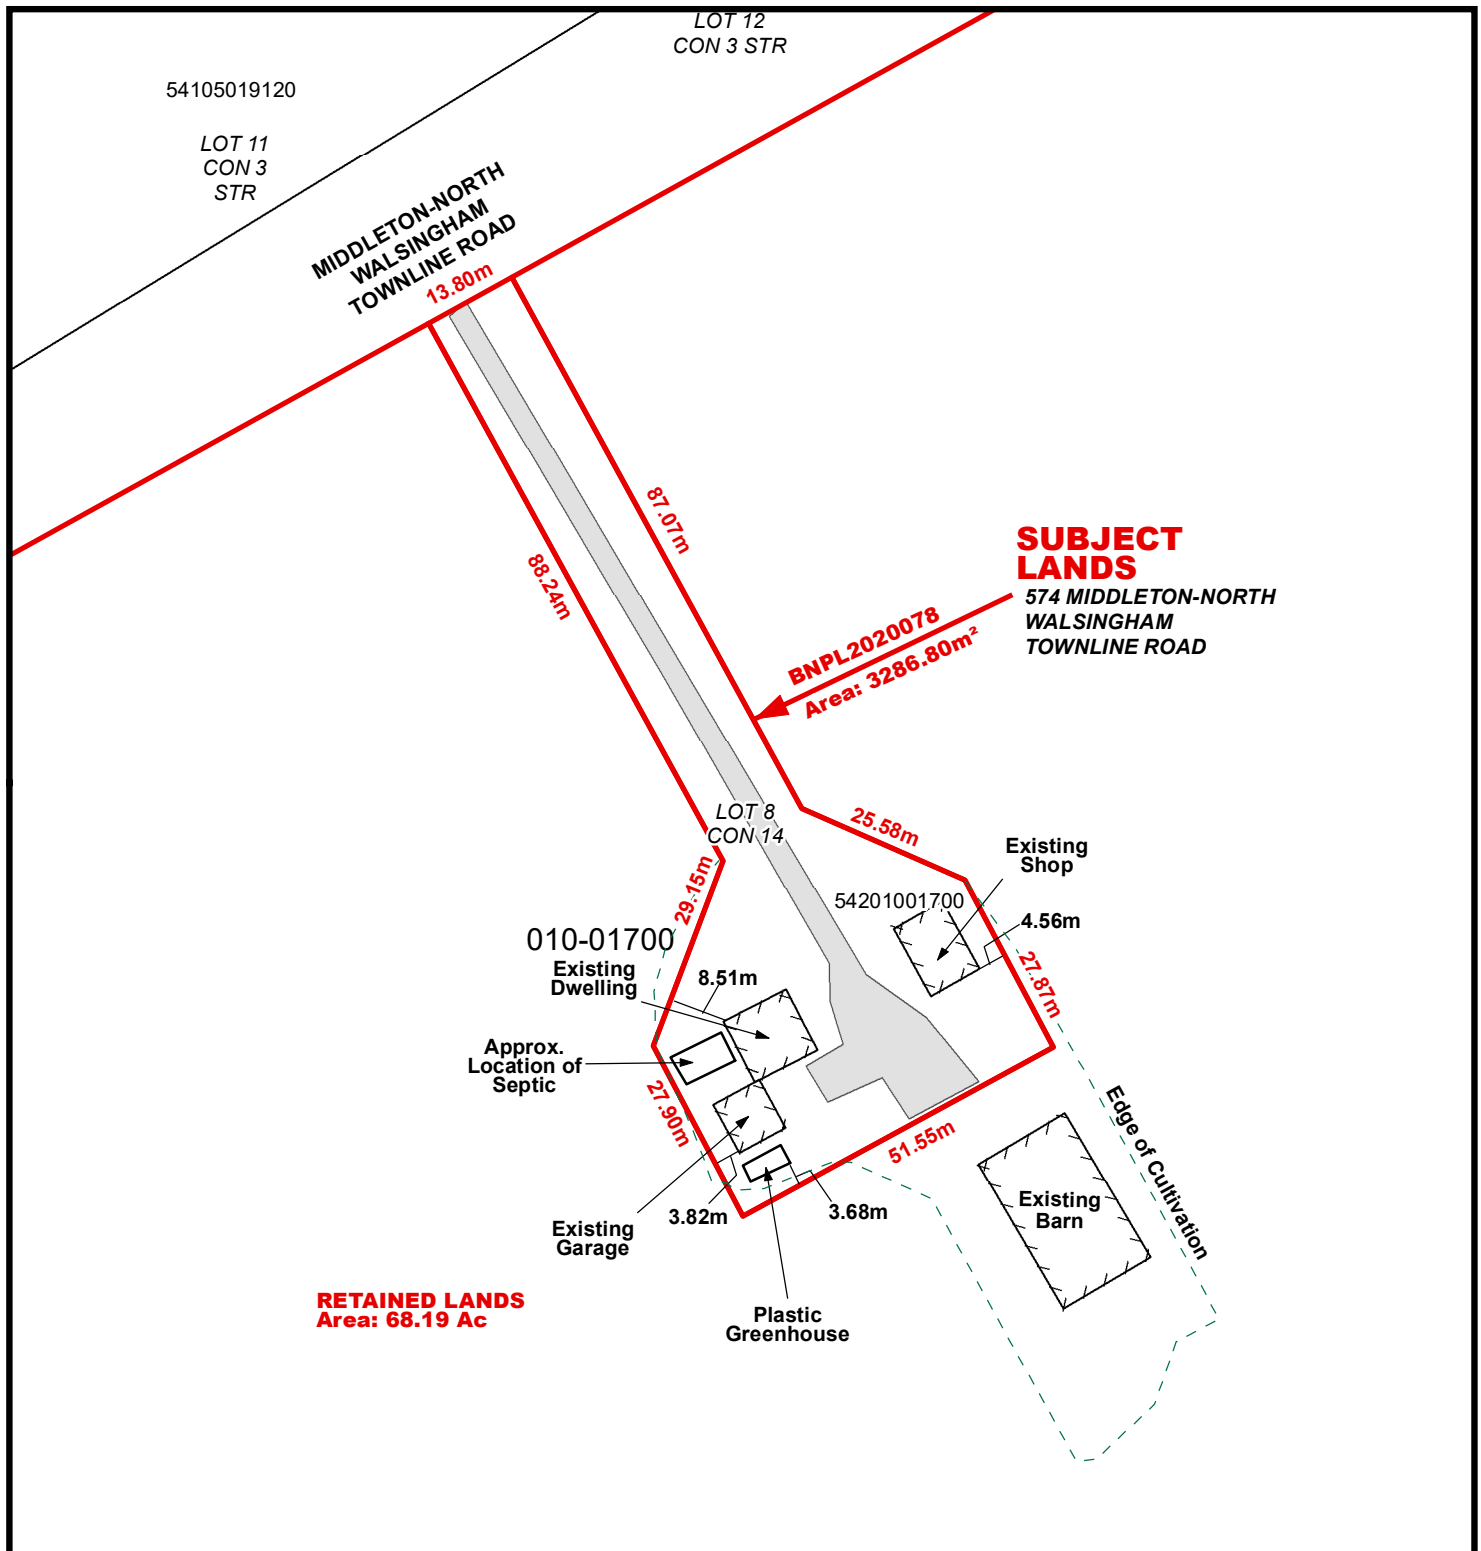 LOT 12
CON 3 STR
54105019120
LOT 11
CON 3
STR
MIDDLETON-NORTH
WALSINGHAM
TOWNLINE ROAD
13.80m
87.07m
88.24m
SUBJECT
LANDS
574 MIDDLETON-NORTH
WALSINGHAM
TOWNLINE ROAD
BNPL2020078
Area: 3286.80m²
LOT 8
CON 14
25.58m
Existing
Shop
29.15m
54201001700
4.56m
010-01700
Existing
Dwelling
8.51m
27.87m
Approx.
Location of
Septic
27.90m
51.55m
Edge of Cultivation
Existing
Barn
3.82m
3.68m
Existing
Garage
RETAINED LANDS
Area: 68.19 Ac
Plastic
Greenhouse